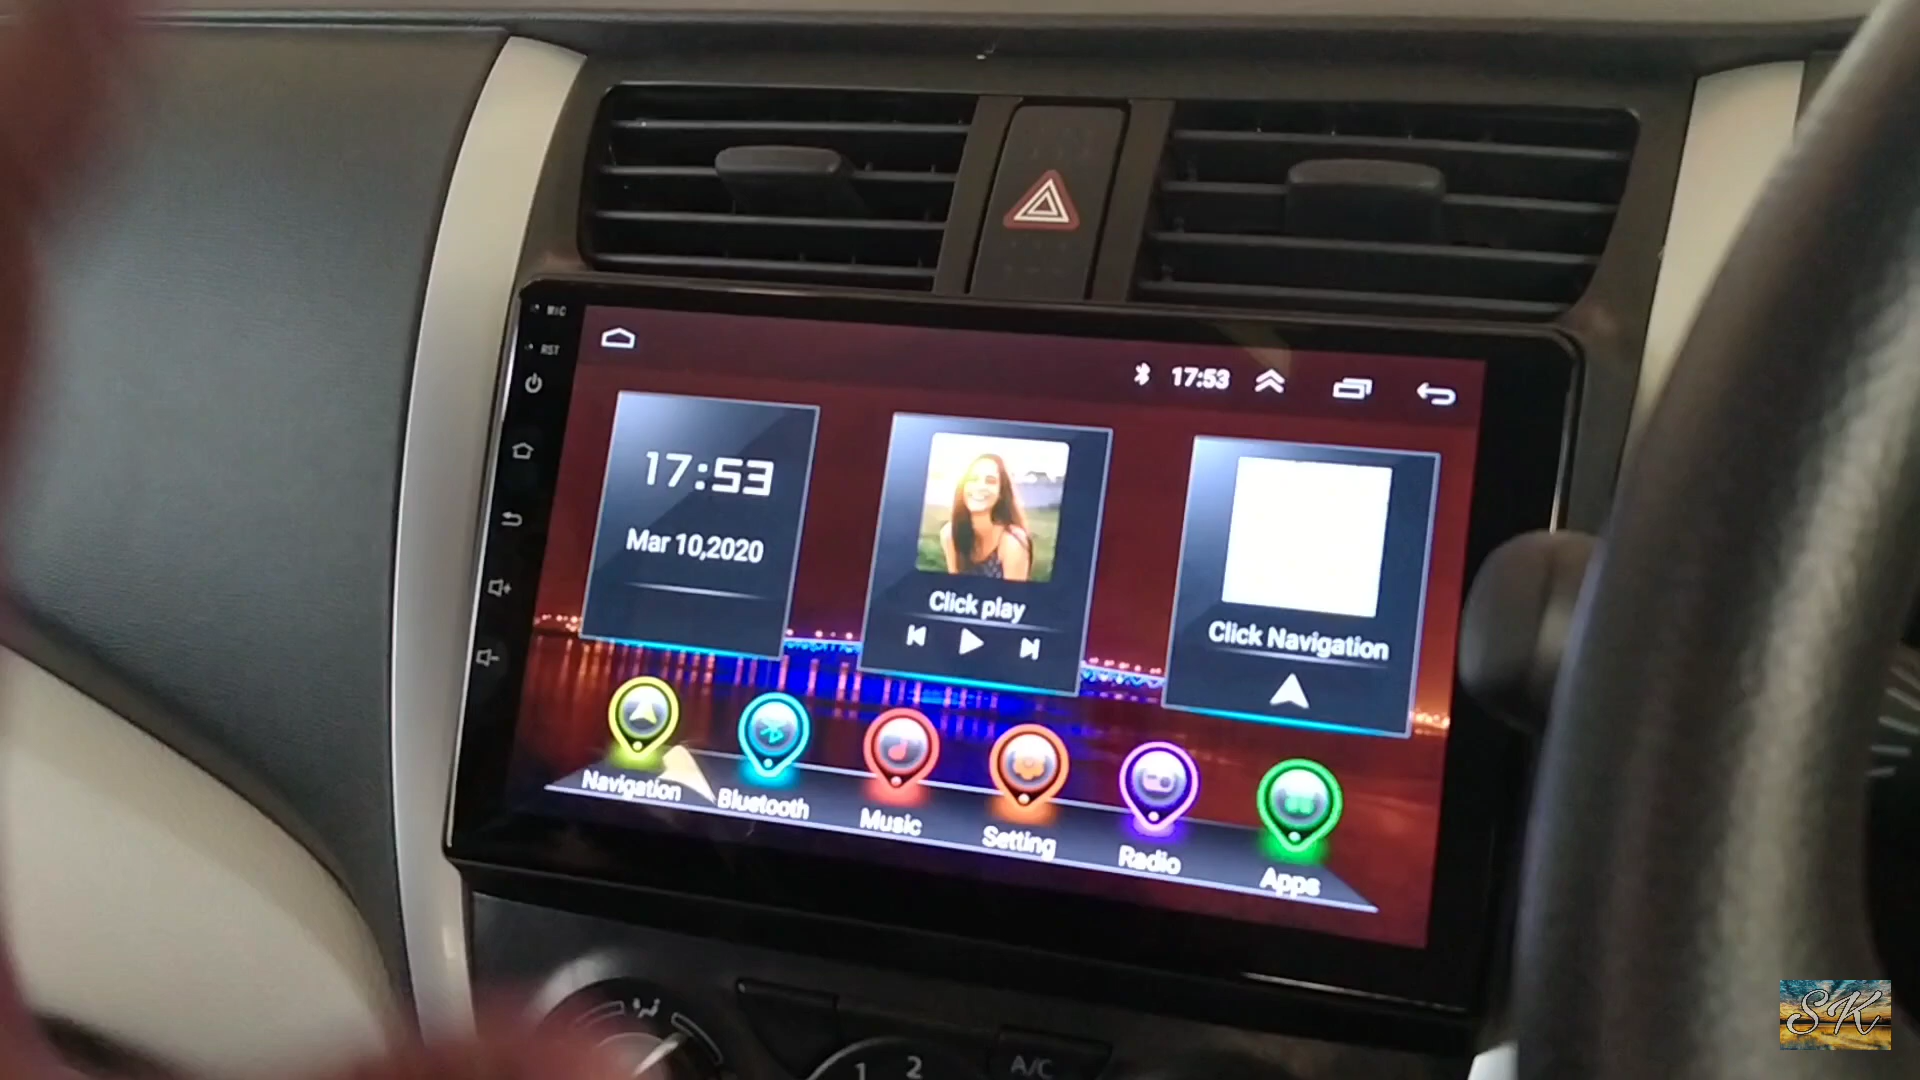 MIC
RST
17:53
17:53
Mar 10,2020
Click play
Click Navigation
Navigation
Bluetooth
Music
Setting
Radio
Apps
1 2
A/C
SK